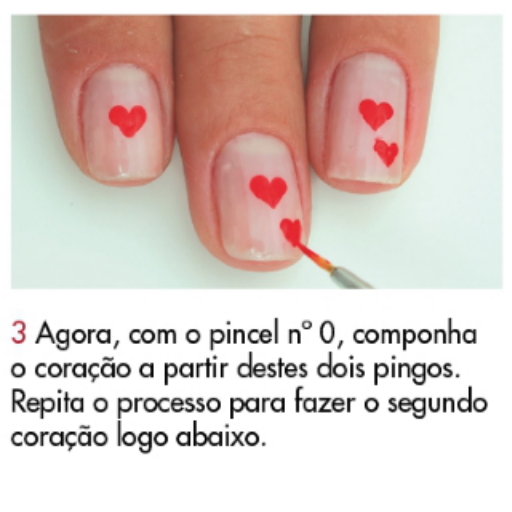 3 Agora, com o pincel nº 0, componha
o coração a partir destes dois pingos.
Repita o processo para fazer o segundo
coração logo abaixo.